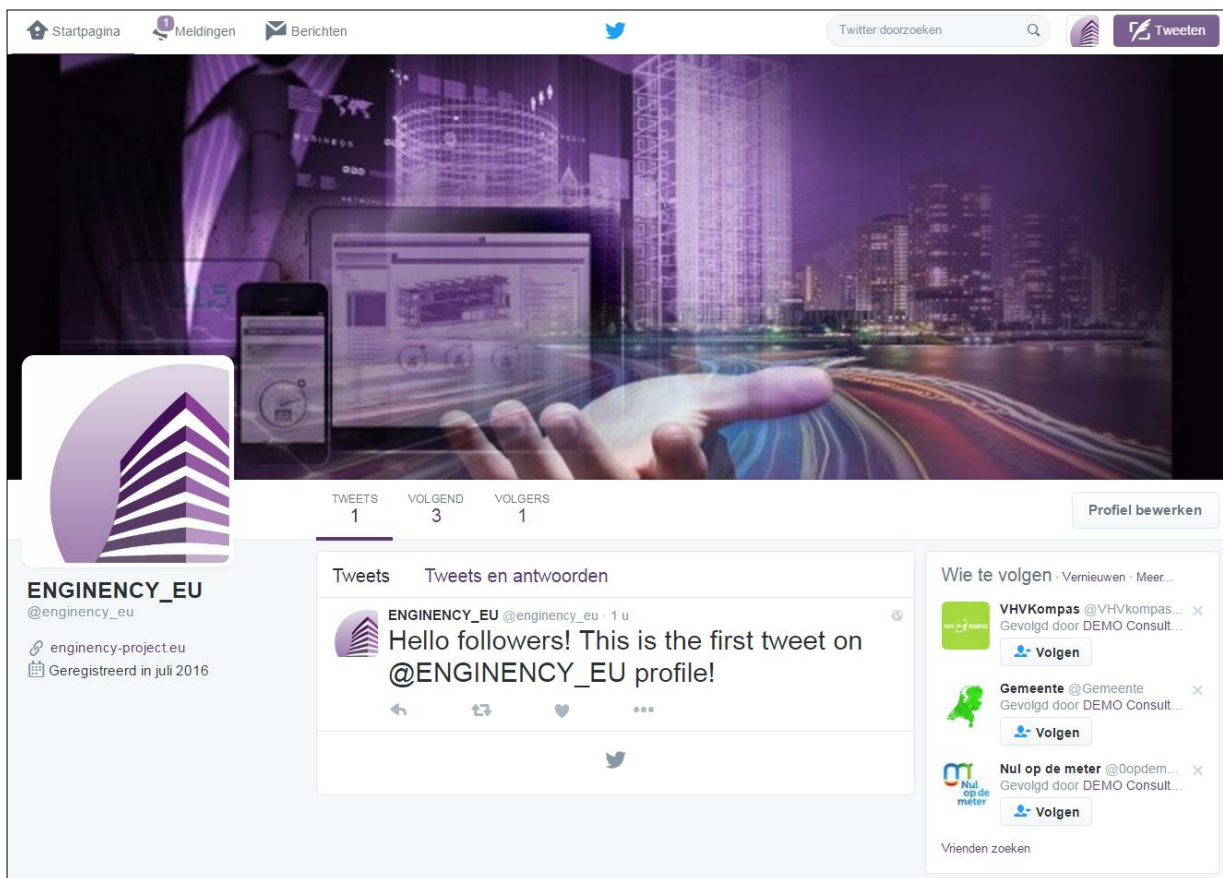 Startpagina
1
Meldingen
Berichten
Twitter doorzoeken
Tweeten
BUSINESS
TWEETS
VOLGEND
VOLGERS
1
3
1
Profiel bewerken
ENGINENCY_EU
@enginency_eu
enginency-project.eu
Geregistreerd in juli 2016
Tweets
Tweets en antwoorden
ENGINENCY_EU @enginency_eu · 1 u
Hello followers! This is the first tweet on
@ENGINENCY_EU profile!
Wie te volgen · Vernieuwen · Meer...
VHVKompas @VHVkompas...
Gevolgd door DEMO Consult...
Volgen
Gemeente @Gemeente
Gevolgd door DEMO Consult...
Volgen
Nul op de meter @0opdem...
Gevolgd door DEMO Consult...
Nul
op de
meter
Volgen
Vrienden zoeken